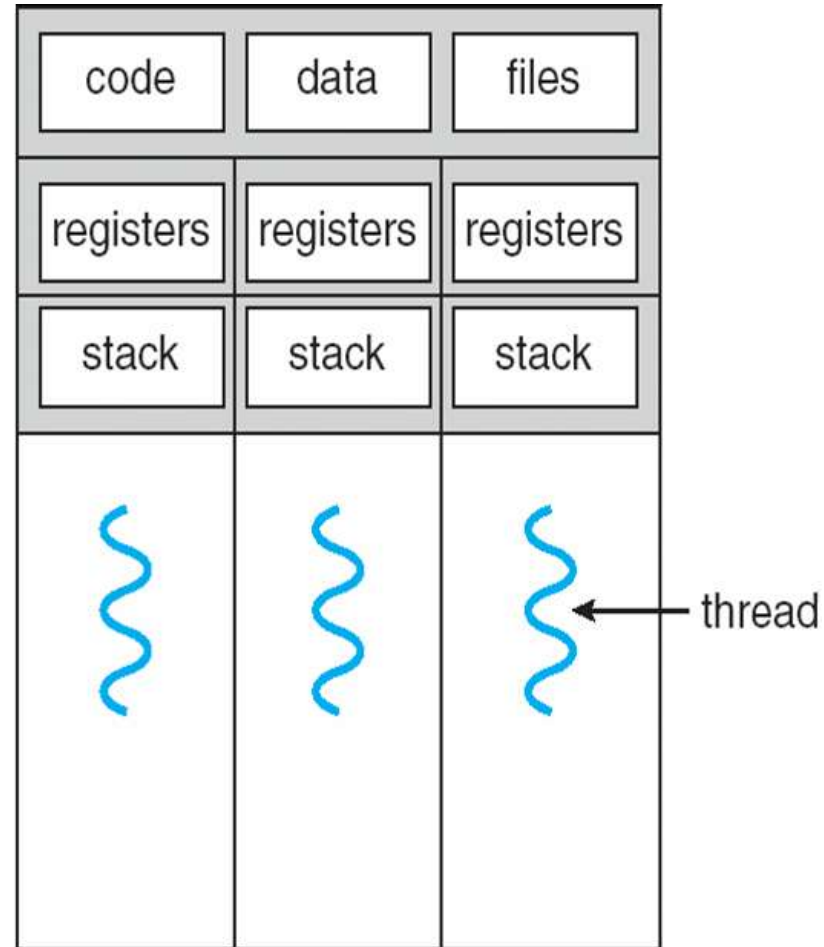 code data files
registers registers registers
stack stack stack
thread